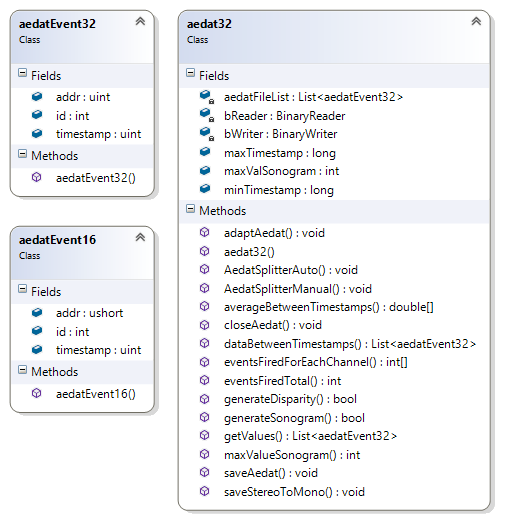 aedatEvent32
Class
Fields
addr : uint
id : int
timestamp : uint
Methods
aedatEvent32()
aedatEvent16
Class
Fields
addr : ushort
id : int
timestamp : uint
Methods
aedatEvent16()
aedat32
Class
Fields
aedatFileList : List<aedatEvent32>
bReader : BinaryReader
bWriter : BinaryWriter
maxTimestamp : long
maxValSonogram : int
minTimestamp : long
Methods
adaptAedat() : void
aedat32()
AedatSplitterAuto() : void
AedatSplitterManual() : void
averageBetweenTimestamps() : double[]
closeAedat() : void
dataBetweenTimestamps() : List<aedatEvent32>
eventsFiredForEachChannel() : int[]
eventsFiredTotal() : int
generateDisparity() : bool
generateSonogram() : bool
getValues() : List<aedatEvent32>
maxValueSonogram() : int
saveAedat() : void
saveStereoToMono() : void